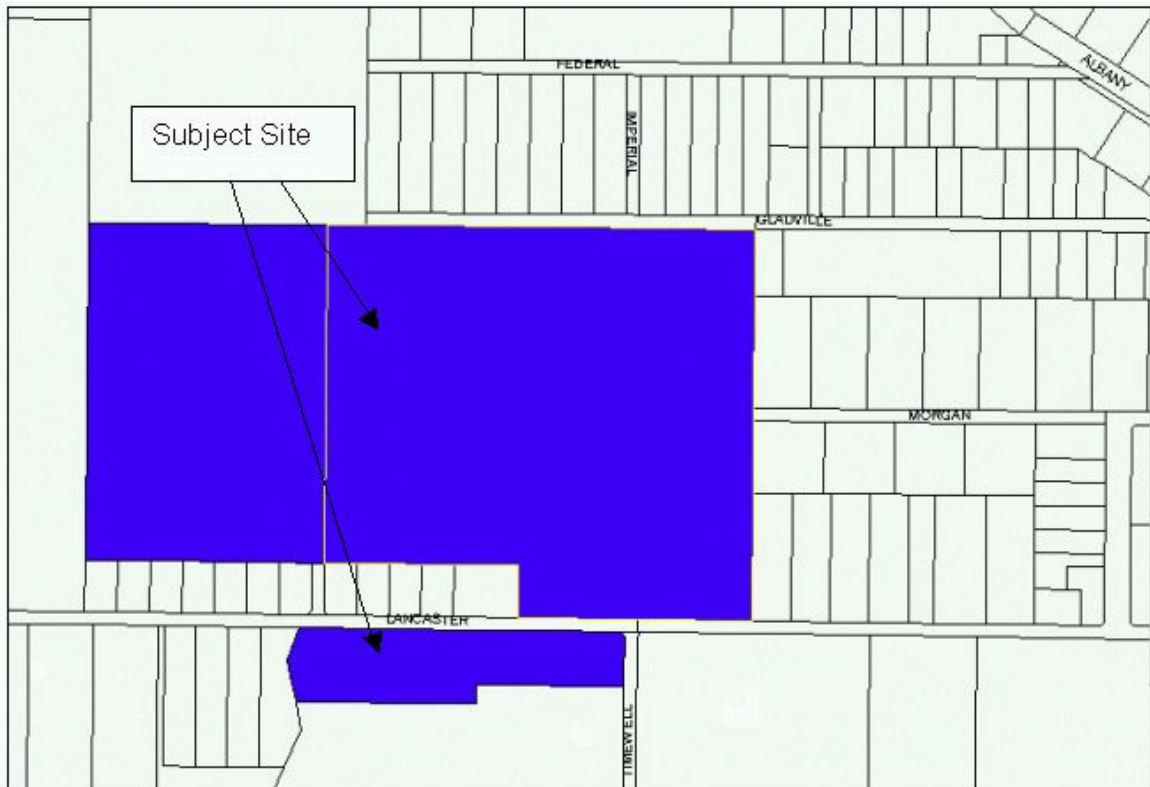 FEDERAL
ALBANY
Subject Site
IMPERIAL
GLADVILLE
MORGAN
LANCASTER
TIMEWELL